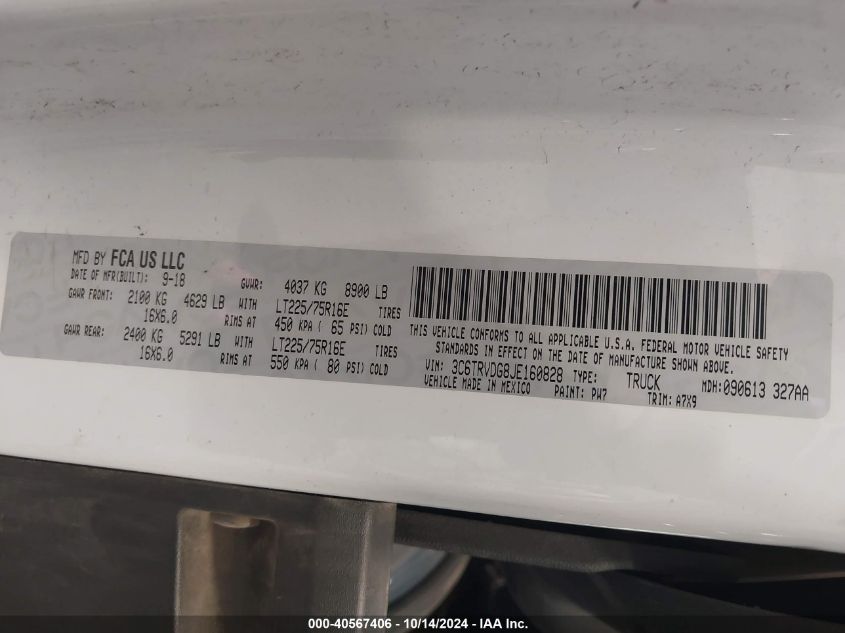 MFD BY FCA US LLC
DATE OF MFR(BUILT): 9-18 GVWR: 4037 KG 8900 LB
GAWR FRONT: 2100 KG 4629 LB WITH LT225/75R16E TIRES
16X6.0 RIMS AT 450 KPA ( 65 PSI) COLD
GAWR REAR: 2400 KG 5291 LB WITH LT225/75R16E TIRES
16X6.0 RIMS AT 550 KPA ( 80 PSI) COLD
THIS VEHICLE CONFORMS TO ALL APPLICABLE U.S.A. FEDERAL MOTOR VEHICLE SAFETY
STANDARDS IN EFFECT ON THE DATE OF MANUFACTURE SHOWN ABOVE.
VIN: 3C6TRVDG8JE160828 TYPE: TRUCK MDH:090613 327AA
VEHICLE MADE IN MEXICO PAINT: PW7 TRIM: A7X9
000-40567406 - 10/14/2024 - IAA Inc.